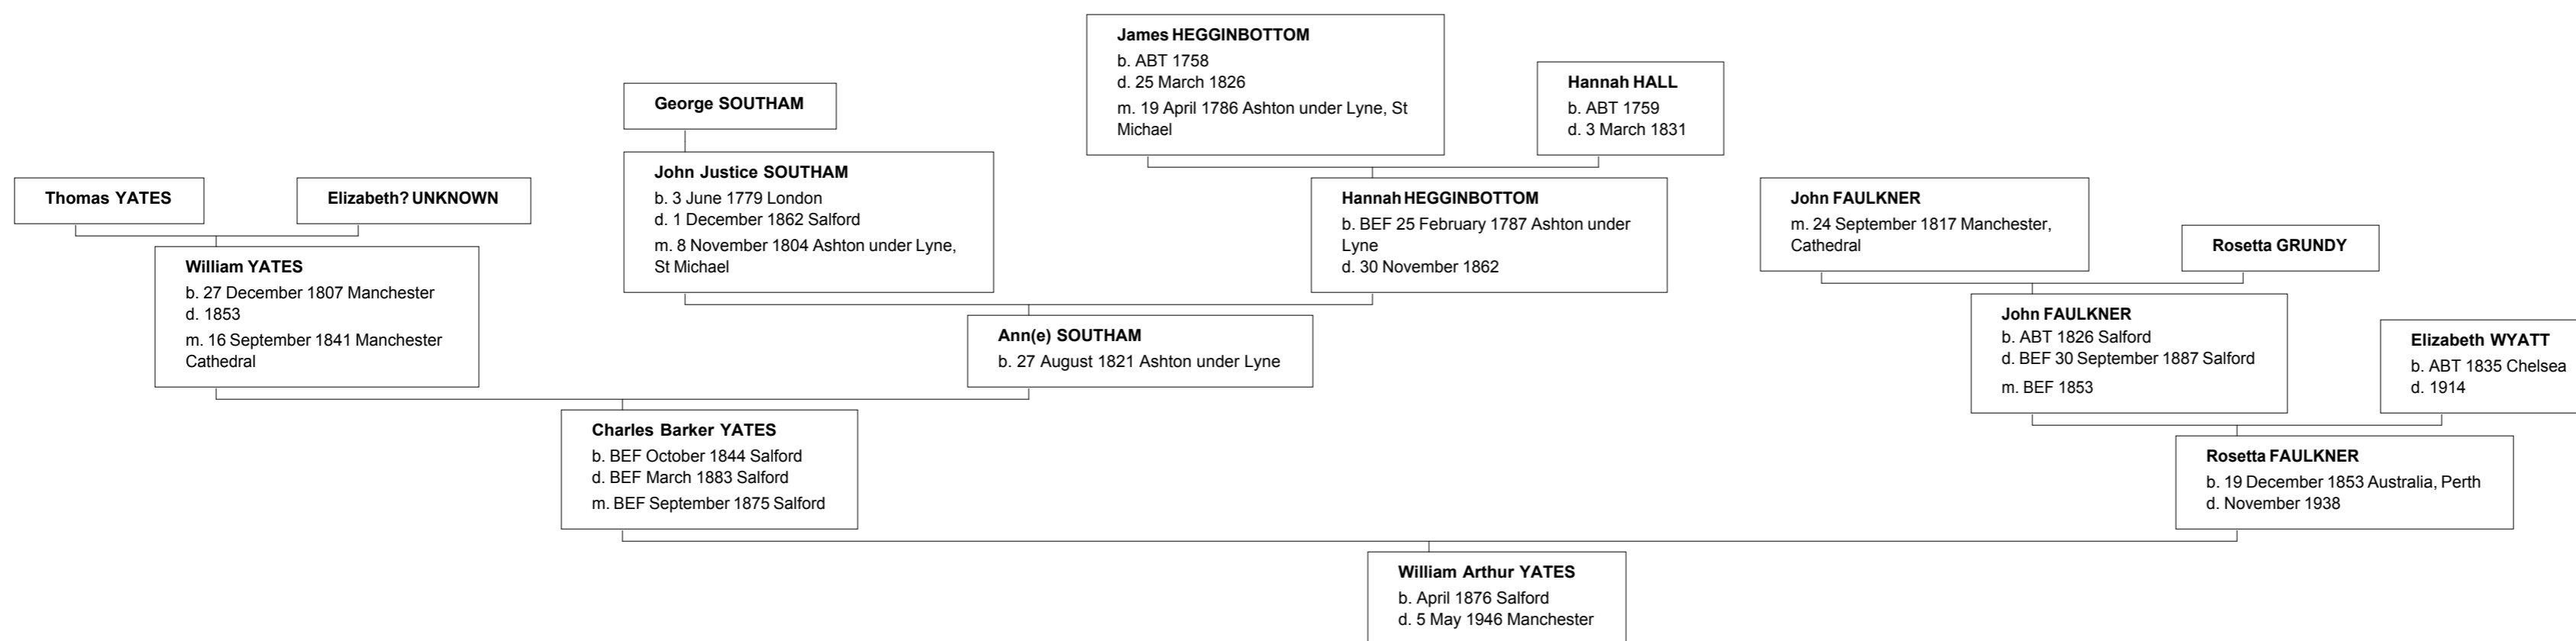 James HEGGINBOTTOM
b. ABT 1758
d. 25 March 1826
m. 19 April 1786 Ashton under Lyne, St
Michael
Hannah HALL
b. ABT 1759
d. 3 March 1831
George SOUTHAM
John Justice SOUTHAM
b. 3 June 1779 London
d. 1 December 1862 Salford
m. 8 November 1804 Ashton under Lyne,
St Michael
Hannah HEGGINBOTTOM
b. BEF 25 February 1787 Ashton under
Lyne
d. 30 November 1862
Thomas YATES
Elizabeth? UNKNOWN
John FAULKNER
m. 24 September 1817 Manchester,
Cathedral
Rosetta GRUNDY
William YATES
b. 27 December 1807 Manchester
d. 1853
m. 16 September 1841 Manchester
Cathedral
Ann(e) SOUTHAM
b. 27 August 1821 Ashton under Lyne
John FAULKNER
b. ABT 1826 Salford
d. BEF 30 September 1887 Salford
m. BEF 1853
Elizabeth WYATT
b. ABT 1835 Chelsea
d. 1914
Charles Barker YATES
b. BEF October 1844 Salford
d. BEF March 1883 Salford
m. BEF September 1875 Salford
Rosetta FAULKNER
b. 19 December 1853 Australia, Perth
d. November 1938
William Arthur YATES
b. April 1876 Salford
d. 5 May 1946 Manchester